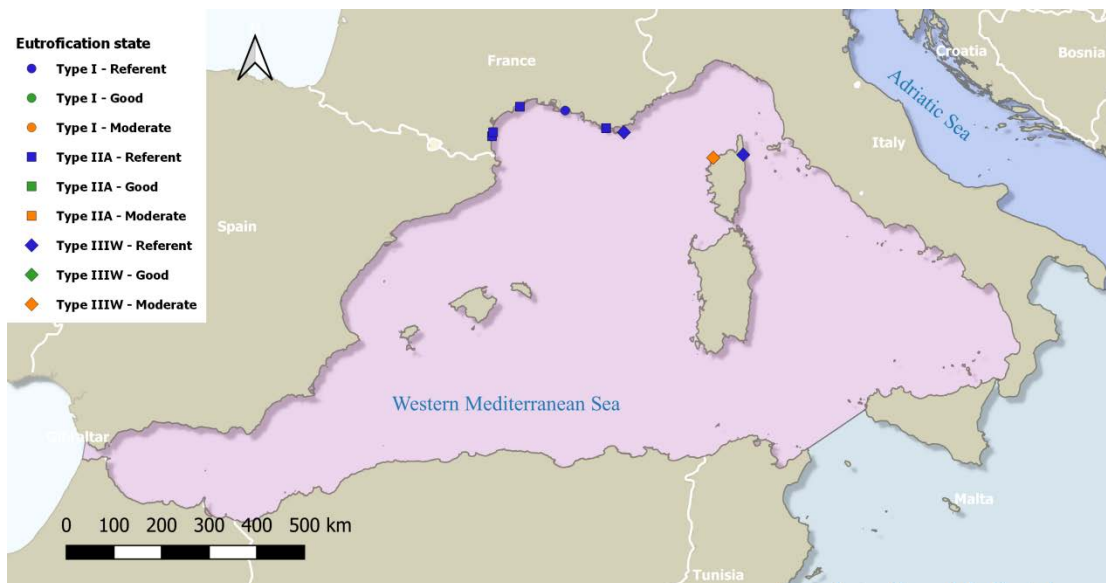 Eutrofication state
Type I - Referent
Type I - Good
Type I - Moderate
Type IIA - Referent
Type IIA - Good
Type IIA - Moderate
Type IIIW - Referent
Type IIIW - Good
Type IIIW - Moderate
France
Croatia
Bosnia
Adriatic Sea
Italy
Spain
Western Mediterranean Sea
Gibraltar
Malta
0 100 200 300 400 500 km
Tunisia